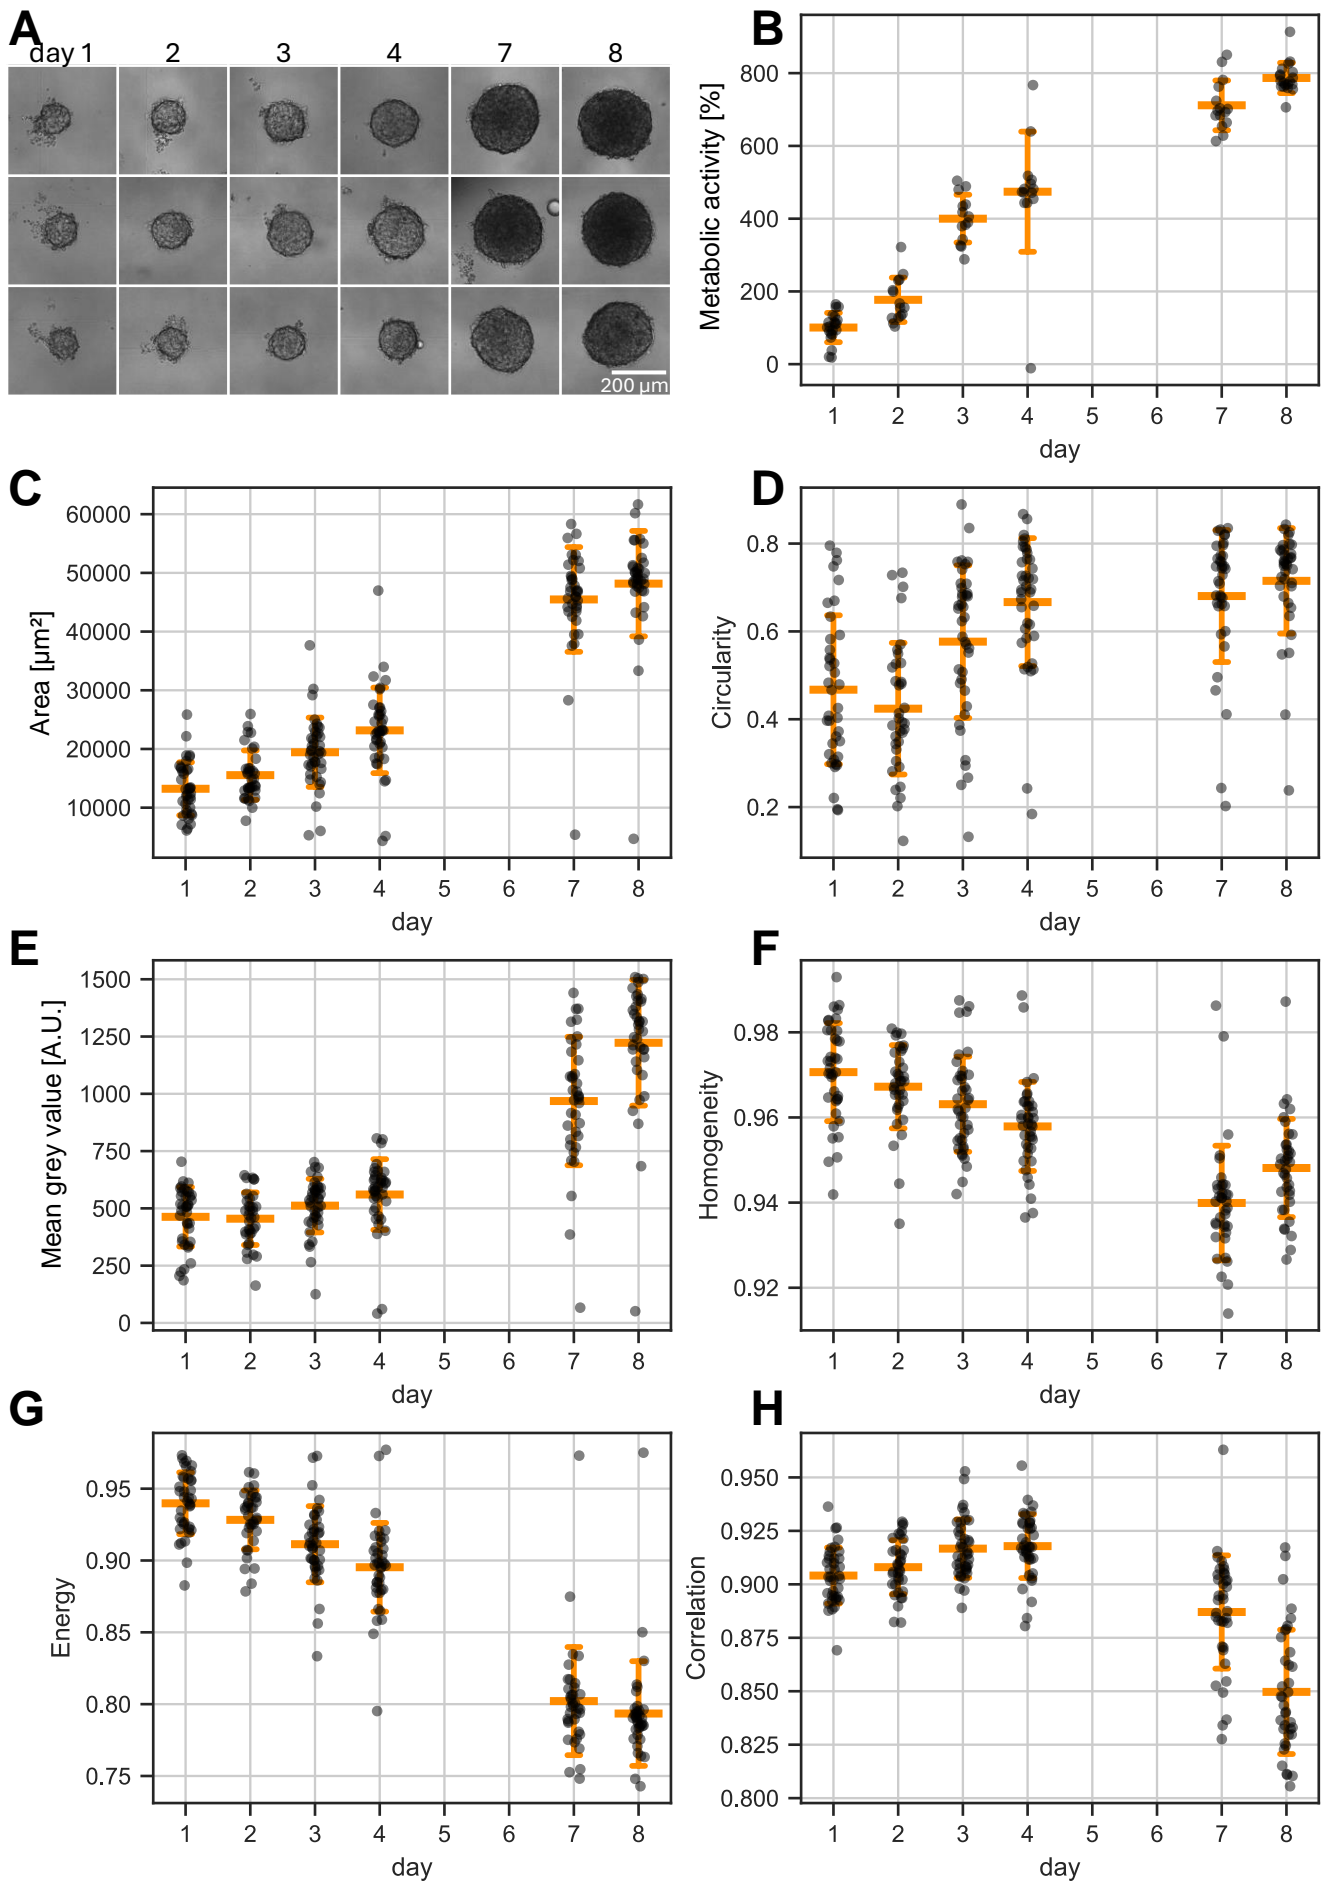 A
day 1 2 3 4 7 8
200 µm
B
Metabolic activity [%]
800
600
400
200
0
1 2 3 4 5 6 7 8
day
C
Area [µm²]
60000
50000
40000
30000
20000
10000
1 2 3 4 5 6 7 8
day
D
Circularity
0.8
0.6
0.4
0.2
1 2 3 4 5 6 7 8
day
E
Mean grey value [A.U.]
1500
1250
1000
750
500
250
0
1 2 3 4 5 6 7 8
day
F
Homogeneity
0.98
0.96
0.94
0.92
1 2 3 4 5 6 7 8
day
G
Energy
0.95
0.90
0.85
0.80
0.75
1 2 3 4 5 6 7 8
day
H
Correlation
0.950
0.925
0.900
0.875
0.850
0.825
0.800
1 2 3 4 5 6 7 8
day